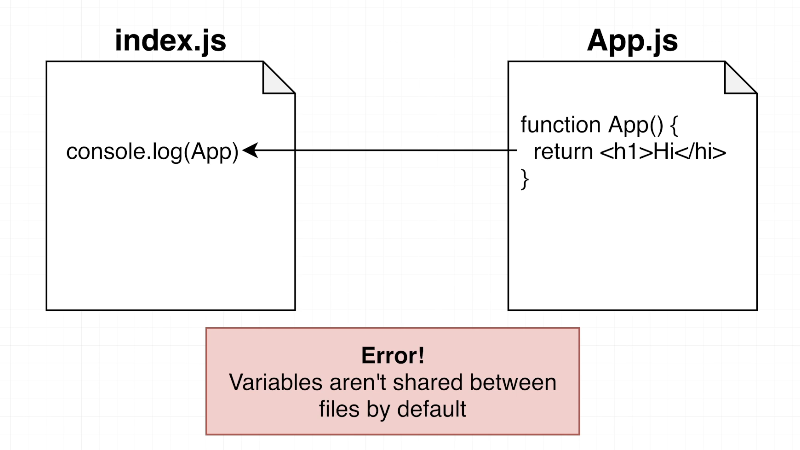 index.js
App.js
console.log(App)
function App() {
return <h1>Hi</hi>
}
Error!
Variables aren't shared between
files by default